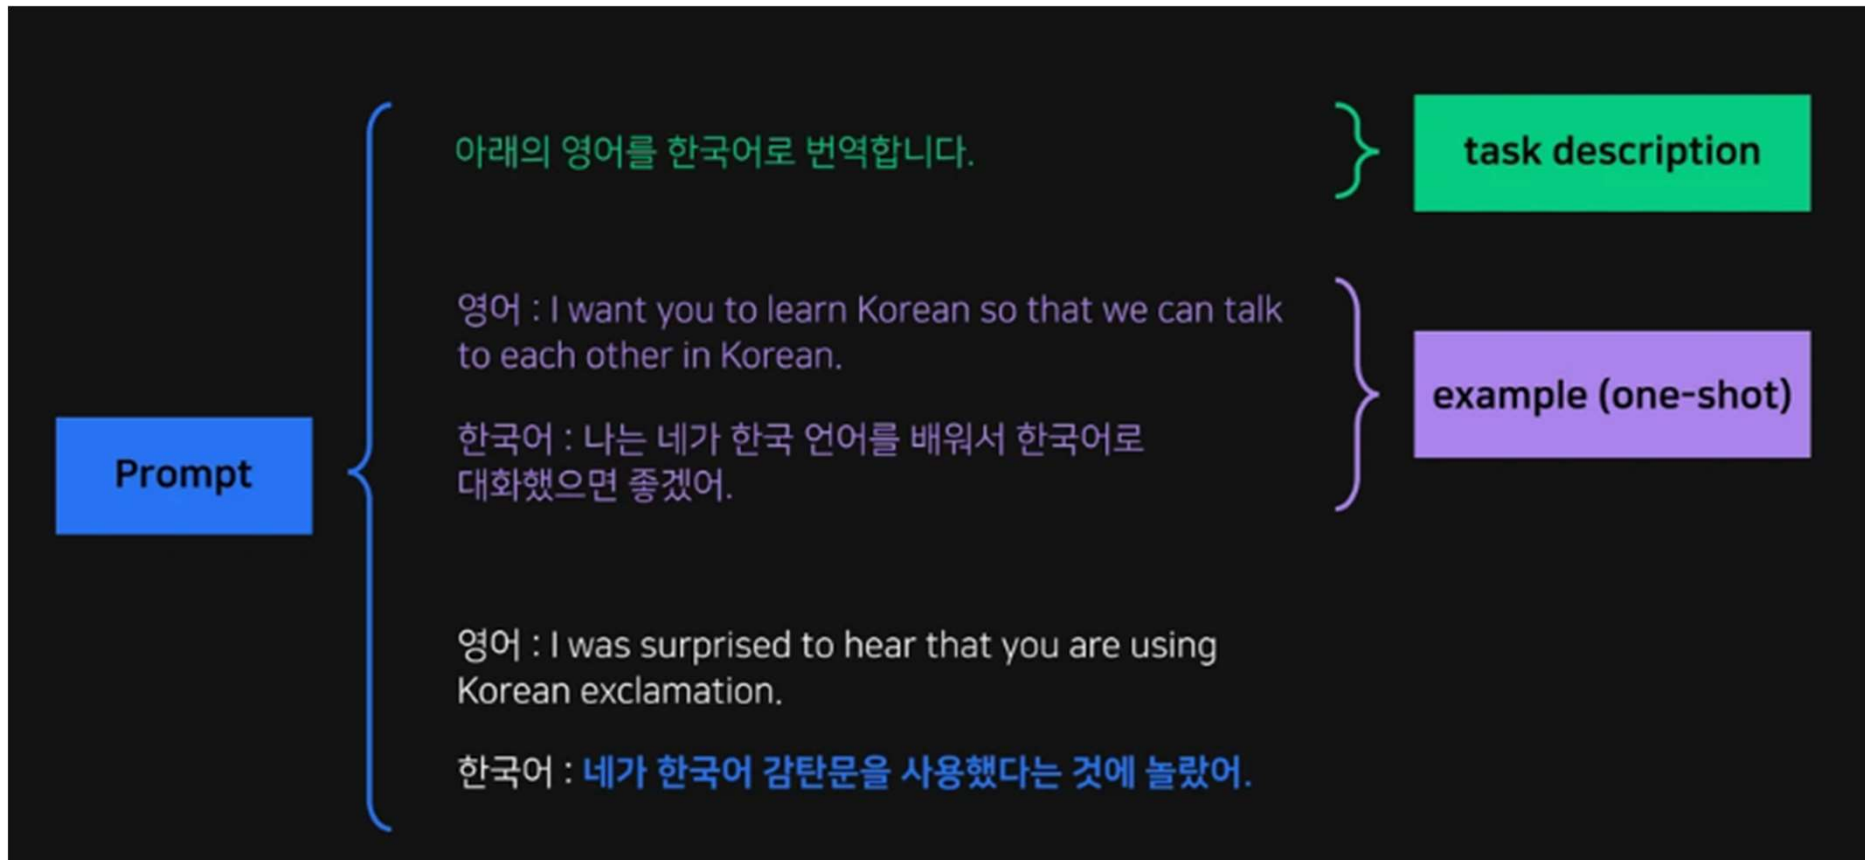 아래의 영어를 한국어로 번역합니다.
task description
영어 : I want you to learn Korean so that we can talk
to each other in Korean.
한국어 : 나는 네가 한국 언어를 배워서 한국어로
대화했으면 좋겠어.
example (one-shot)
Prompt
영어 : I was surprised to hear that you are using
Korean exclamation.
한국어 : 네가 한국어 감탄문을 사용했다는 것에 놀랐어.